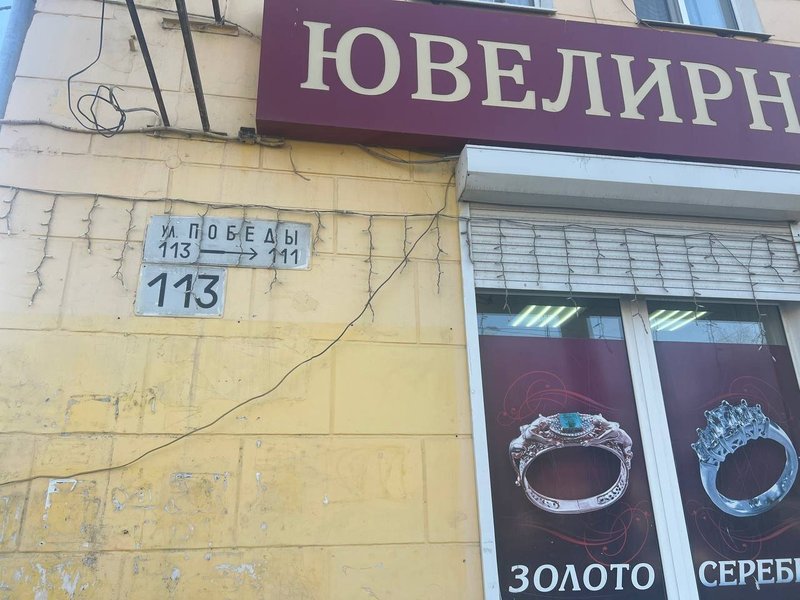 ЮВЕЛИРН
ул. ПОБЕДЫ
113 → 111
113
ЗОЛОТО
СЕРЕБ